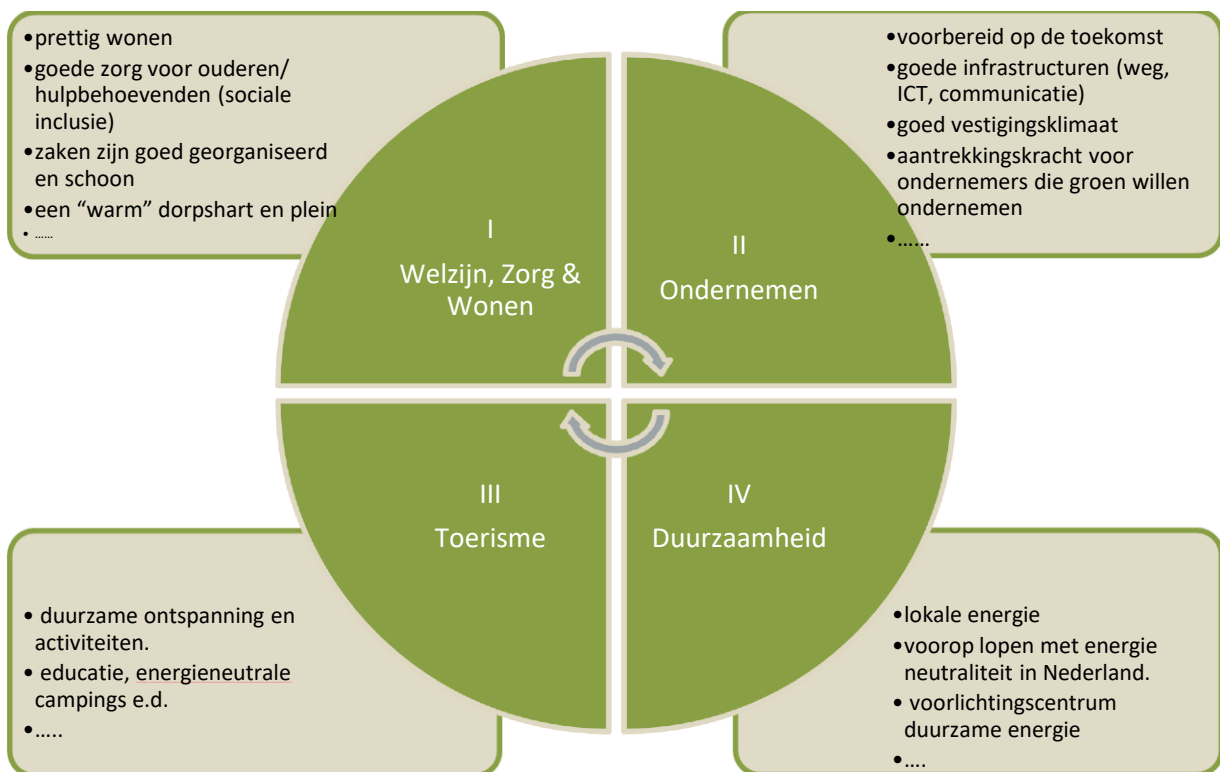 •prettig wonen
•goede zorg voor ouderen/
hulpbehoevenden (sociale
inclusie)
•zaken zijn goed georganiseerd
en schoon
•een “warm” dorpshart en plein
• ……
•voorbereid op de toekomst
•goede infrastructuren (weg,
ICT, communicatie)
•goed vestigingsklimaat
•aantrekkingskracht voor
ondernemers die groen willen
ondernemen
•……
I
Welzijn, Zorg &
Wonen
II
Ondernemen
III
Toerisme
IV
Duurzaamheid
• duurzame ontspanning en
activiteiten.
• educatie, energieneutrale
campings e.d.
•…..
•lokale energie
•voorop lopen met energie
neutraliteit in Nederland.
• voorlichtingscentrum
duurzame energie
•….